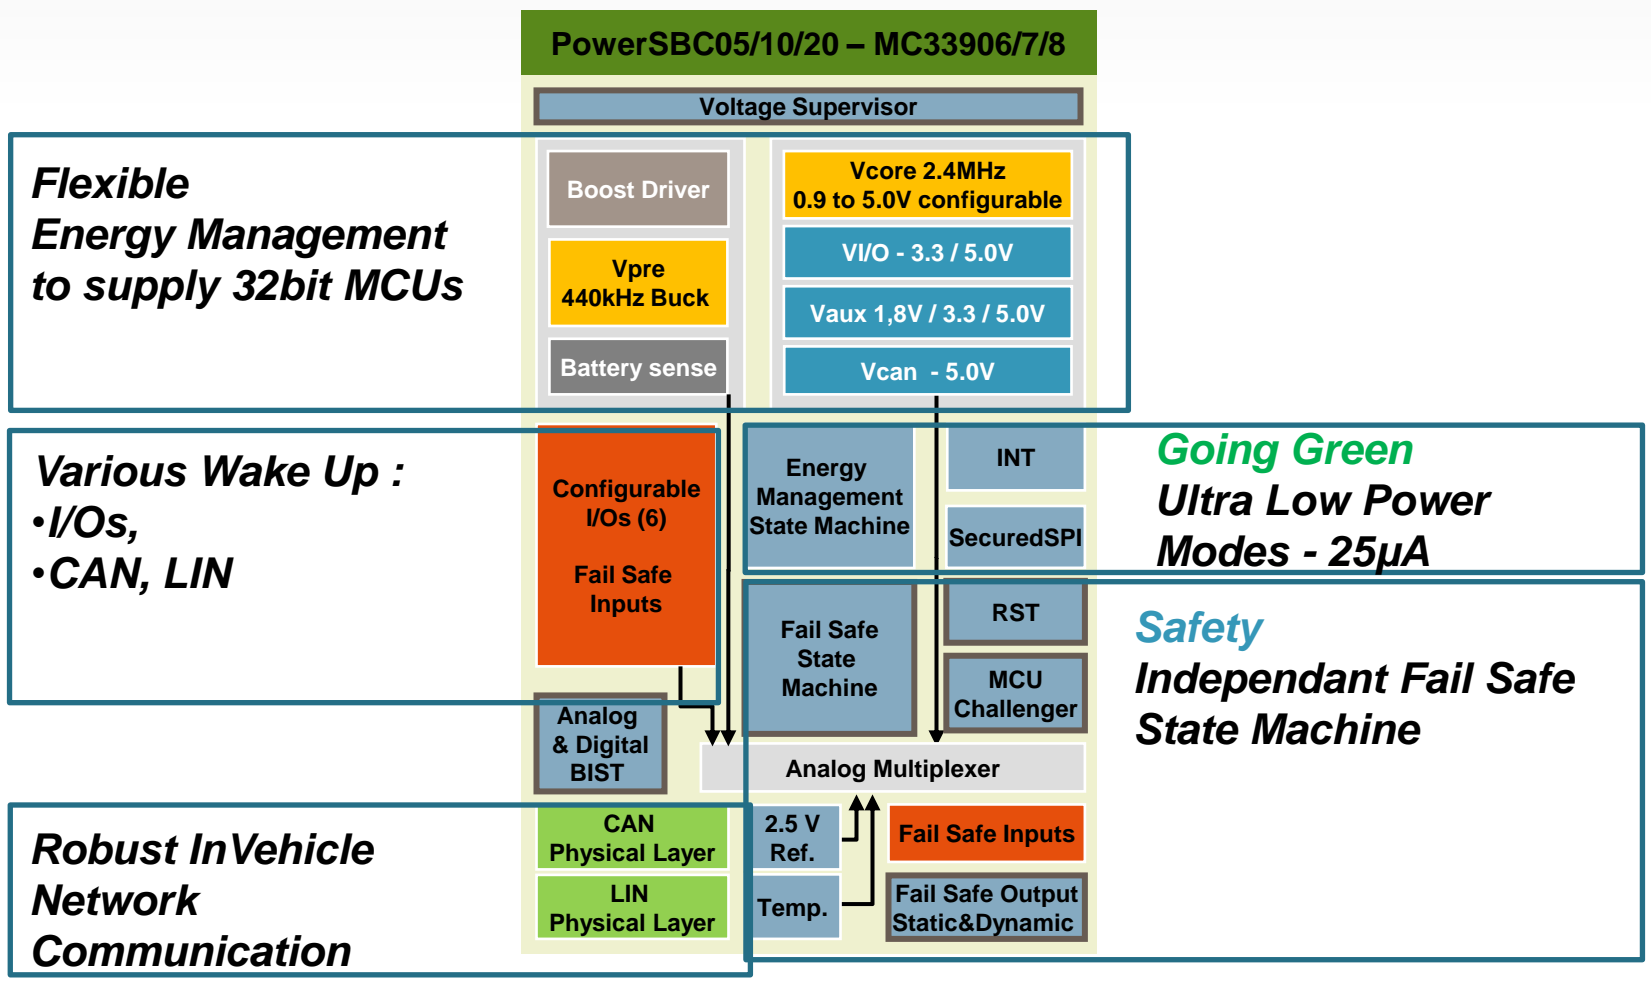 PowerSBC05/10/20 – MC33906/7/8
Voltage Supervisor
Flexible
Energy Management
to supply 32bit MCUs
Boost Driver
Vpre
440kHz Buck
Battery sense
Vcore 2.4MHz
0.9 to 5.0V configurable
VI/O - 3.3 / 5.0V
Vaux 1,8V / 3.3 / 5.0V
Vcan - 5.0V
Various Wake Up :
•I/Os,
•CAN, LIN
Configurable
I/Os (6)
Fail Safe
Inputs
Energy
Management
State Machine
INT
SecuredSPI
Going Green
Ultra Low Power
Modes - 25µA
Fail Safe
State
Machine
RST
MCU
Challenger
Safety
Independant Fail Safe
State Machine
Analog
& Digital
BIST
Analog Multiplexer
Robust InVehicle
Network
Communication
CAN
Physical Layer
LIN
Physical Layer
2.5 V
Ref.
Temp.
Fail Safe Inputs
Fail Safe Output
Static&Dynamic